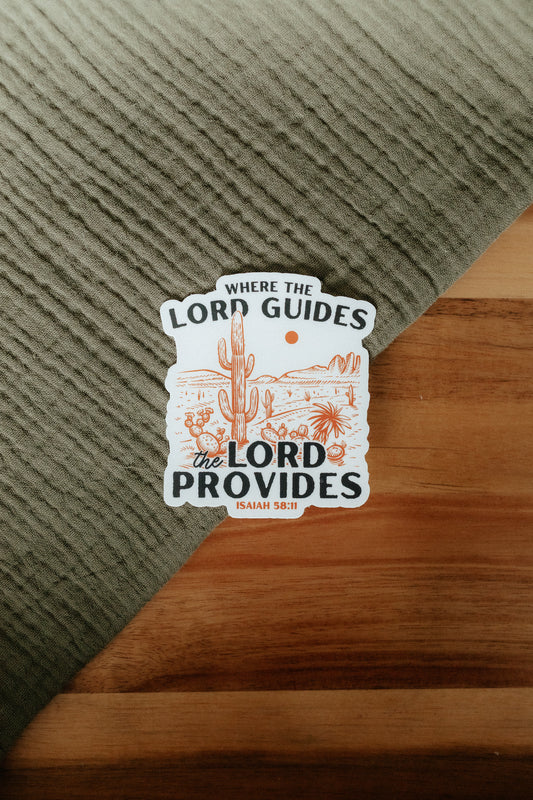 WHERE THE
LORD GUIDES
the LORD
PROVIDES
ISAIAH 58:11